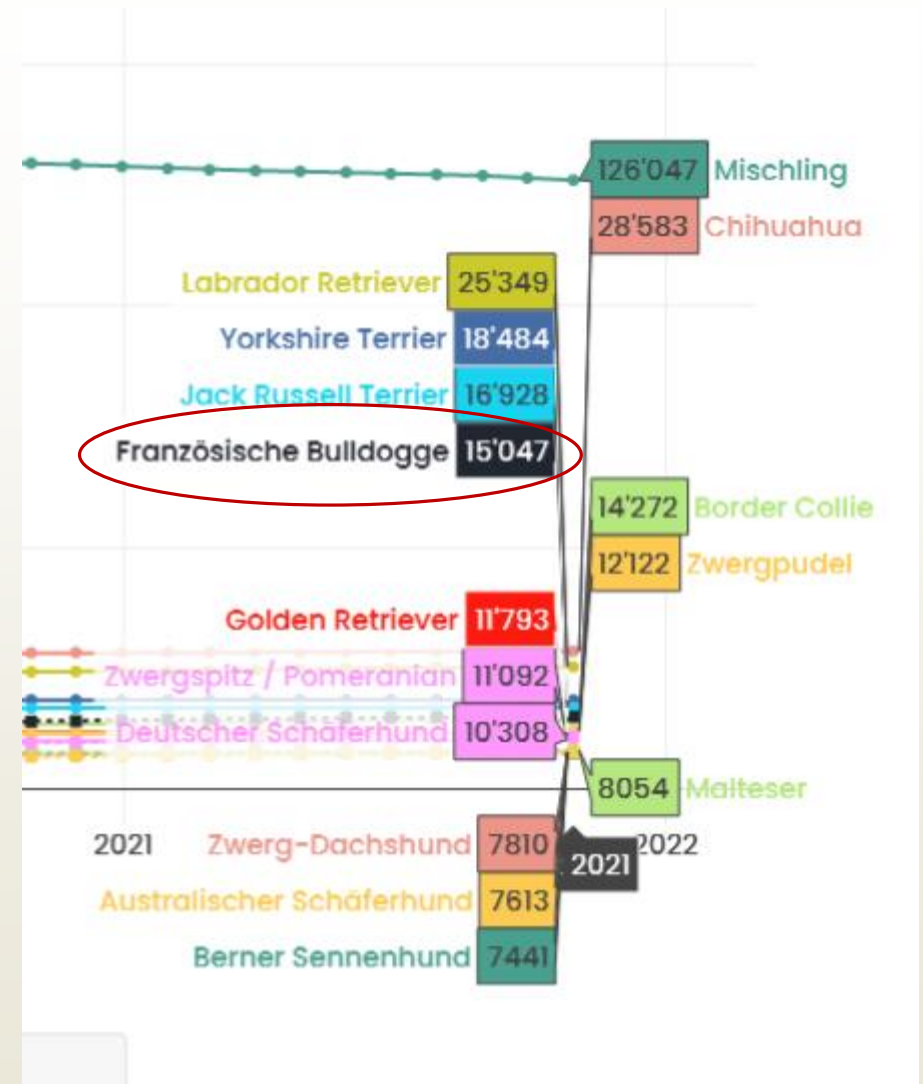 126'047 Mischling
28'583 Chihuahua
Labrador Retriever 25'349
Yorkshire Terrier 18'484
Jack Russell Terrier 16'928
Französische Bulldogge 15'047
14'272 Border Collie
12'122 Zwergpudel
Golden Retriever 11'793
Zwergspitz / Pomeranian 11'092
Deutscher Schäferhund 10'308
8054 Malteser
2021 Zwerg-Dachshund 7810 2022
2021
Australischer Schäferhund 7613
Berner Sennenhund 7441